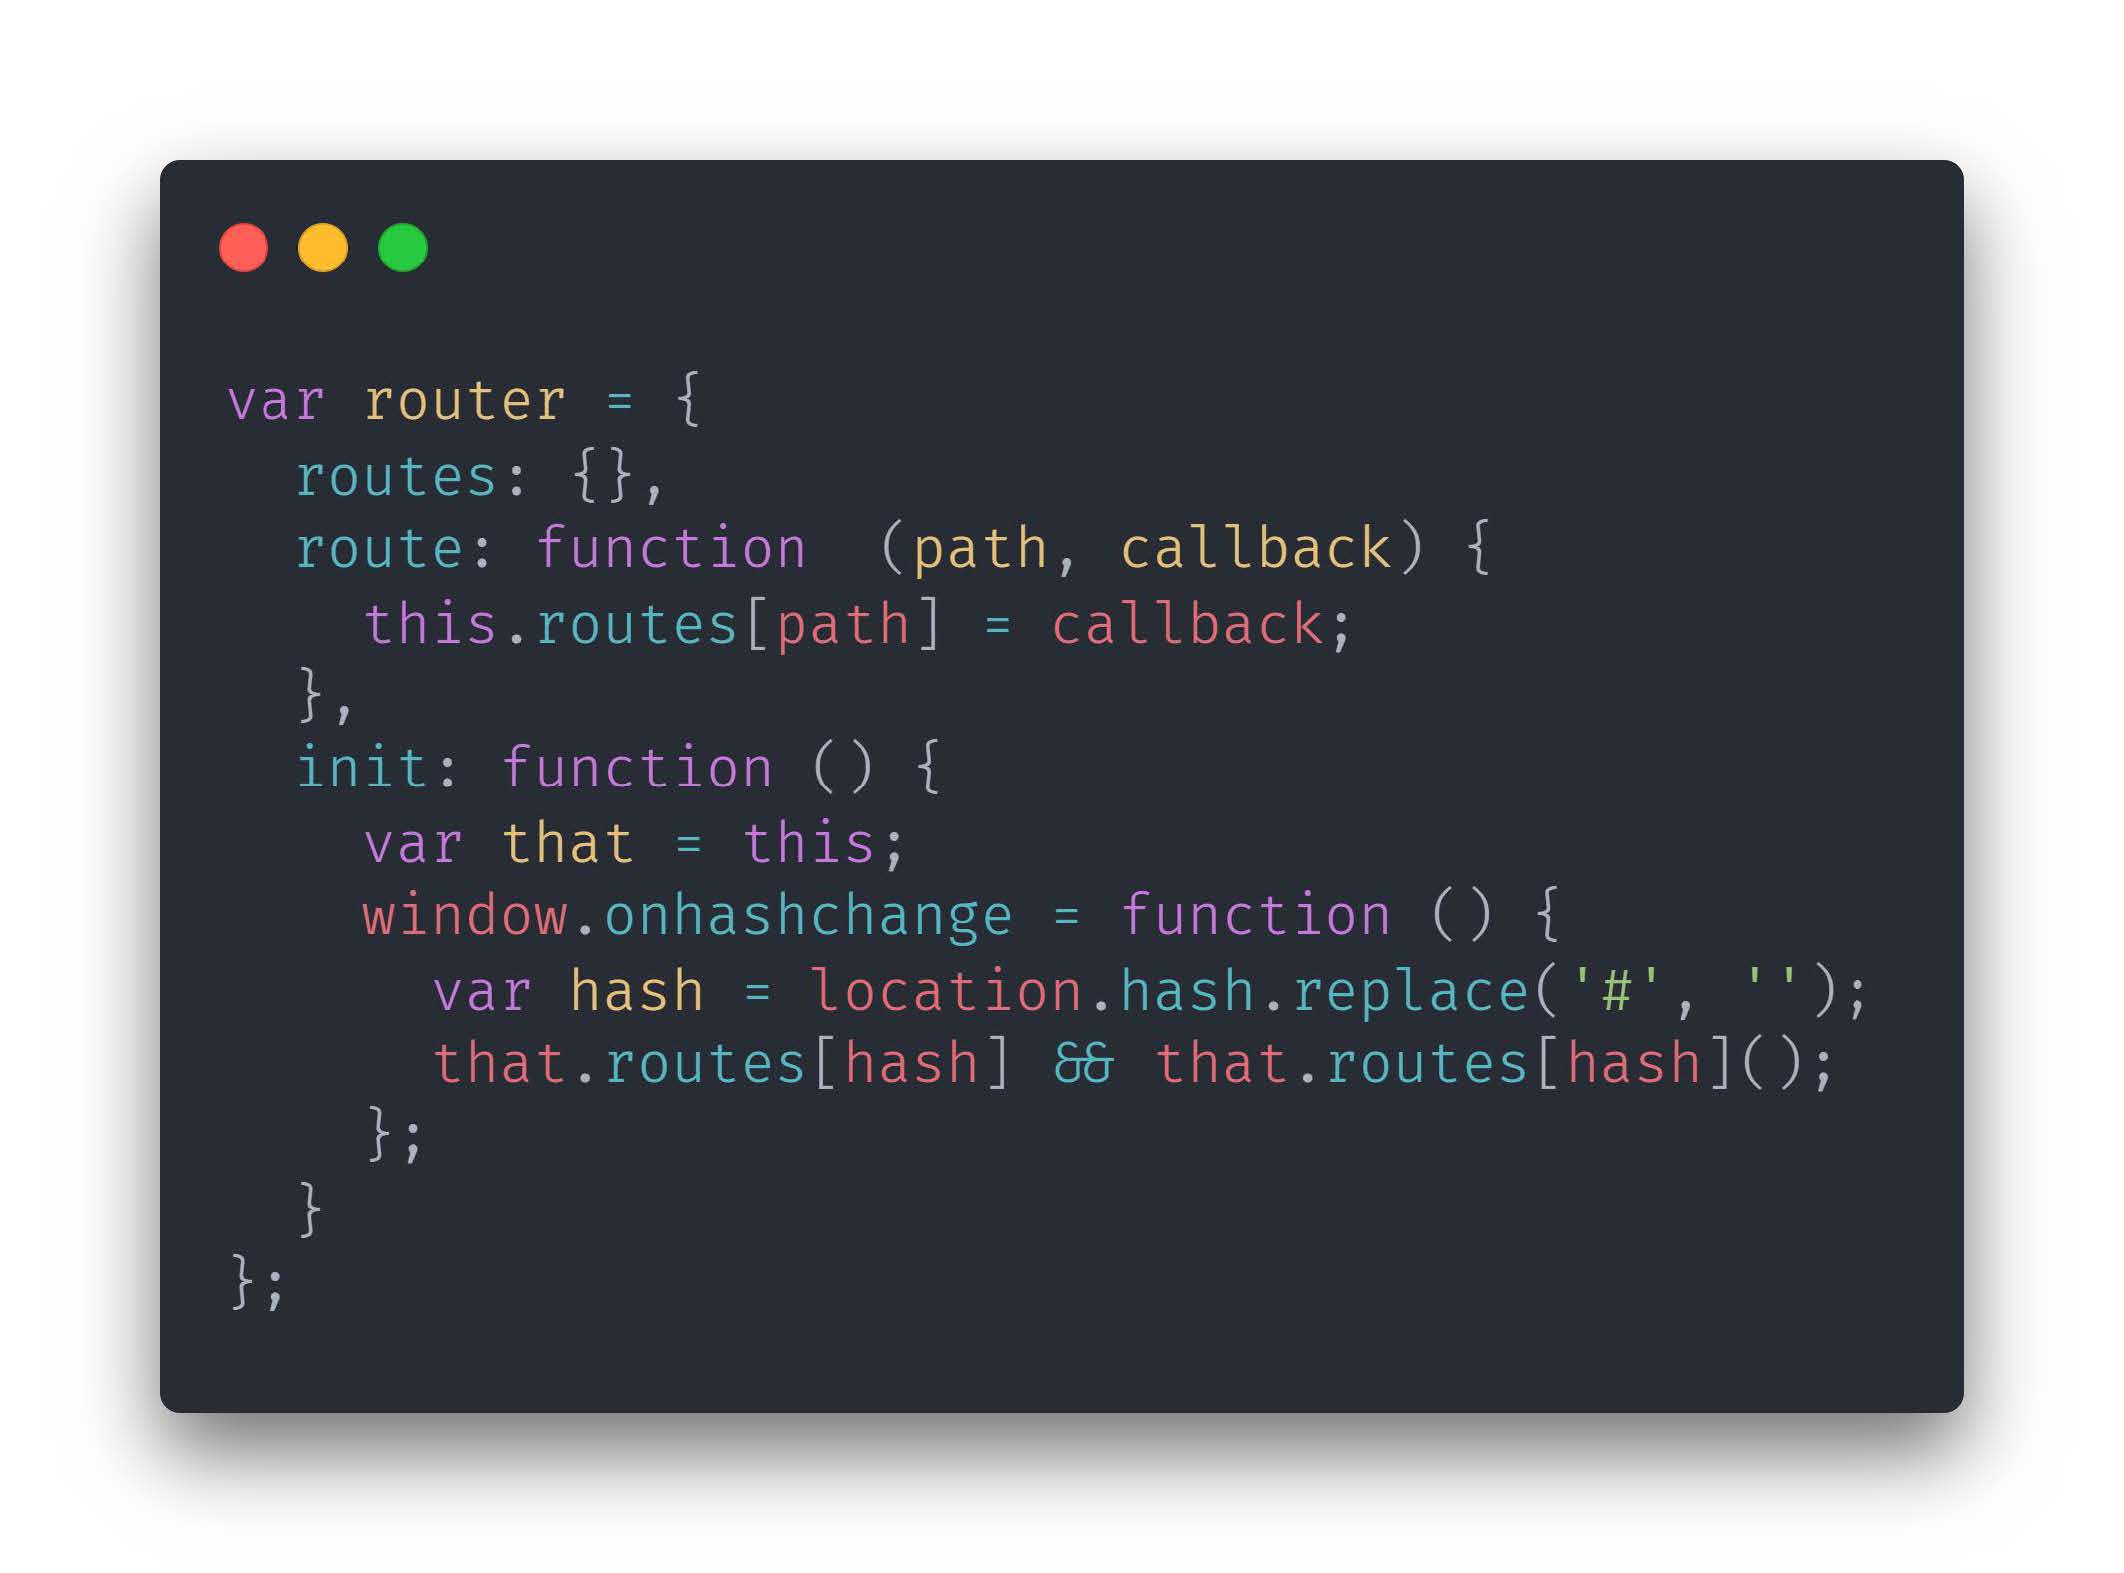 var router = {
  routes: {},
  route: function  (path, callback) {
    this.routes[path] = callback;
  },
  init: function () {
    var that = this;
    window.onhashchange = function () {
      var hash = location.hash.replace('#', '');
      that.routes[hash] && that.routes[hash]();
    };
  }
};